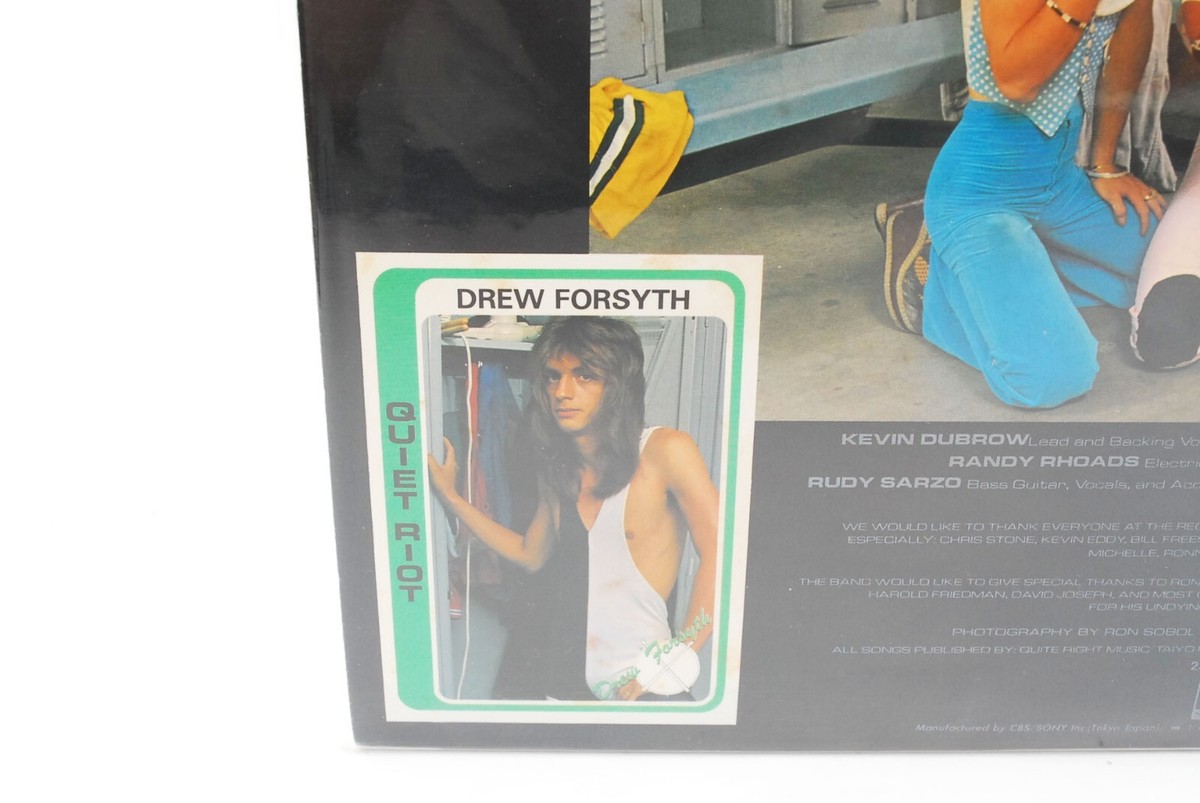 DREW FORSYTH
QUIET RIOT
Drew Forsyth
KEVIN DUBROW Lead and Backing Vo
RANDY RHOADS Electri
RUDY SARZO Bass Guitar, Vocals, and Acc
WE WOULD LIKE TO THANK EVERYONE AT THE REC
ESPECIALLY: CHRIS STONE, KEVIN EDDY, BILL FREES
MICHELLE, RONN
THE BAND WOULD LIKE TO GIVE SPECIAL THANKS TO RON
HAROLD FRIEDMAN, DAVID JOSEPH, AND MOST
FOR HIS UNDYIN
PHOTOGRAPHY BY RON SOBOL
ALL SONGS PUBLISHED BY: QUITE RIGHT MUSIC TAIYO
2
Manufactured by CBS/SONY Inc.(Tokyo Japan).